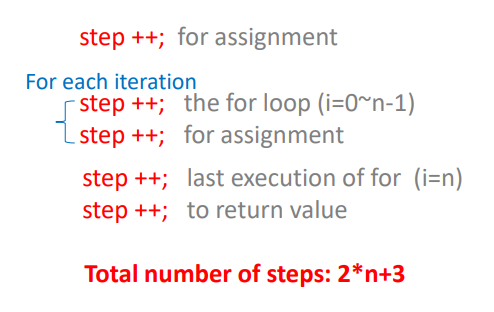 step ++; for assignment
For each iteration
step ++; the for loop (i=0~n-1)
step ++; for assignment
step ++; last execution of for (i=n)
step ++; to return value
Total number of steps: 2*n+3